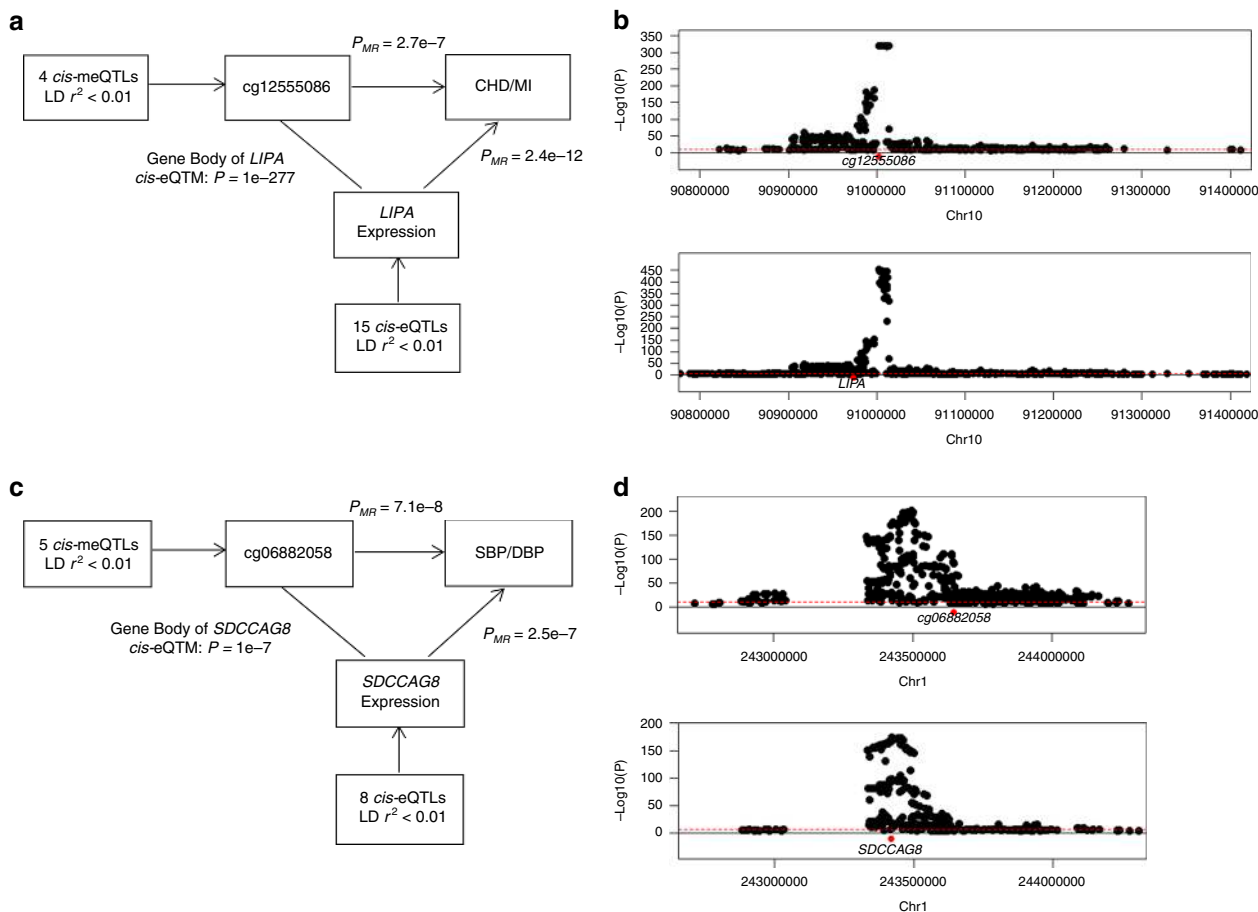 a
P_MR = 2.7e–7
4 cis-meQTLs
LD r² < 0.01
cg12555086
CHD/MI
Gene Body of LIPA
cis-eQTM: P = 1e–277
P_MR = 2.4e–12
LIPA
Expression
15 cis-eQTLs
LD r² < 0.01
b
–Log10(P)
350
300
250
200
150
100
50
0
cg12555086
90800000 90900000 91000000 91100000 91200000 91300000 91400000
Chr10
–Log10(P)
450
400
350
300
250
200
150
100
50
0
LIPA
90800000 90900000 91000000 91100000 91200000 91300000 91400000
Chr10
c
P_MR = 7.1e–8
5 cis-meQTLs
LD r² < 0.01
cg06882058
SBP/DBP
Gene Body of SDCCAG8
cis-eQTM: P = 1e–7
P_MR = 2.5e–7
SDCCAG8
Expression
8 cis-eQTLs
LD r² < 0.01
d
–Log10(P)
200
150
100
50
0
cg06882058
243000000 243500000 244000000
Chr1
–Log10(P)
200
150
100
50
0
SDCCAG8
243000000 243500000 244000000
Chr1